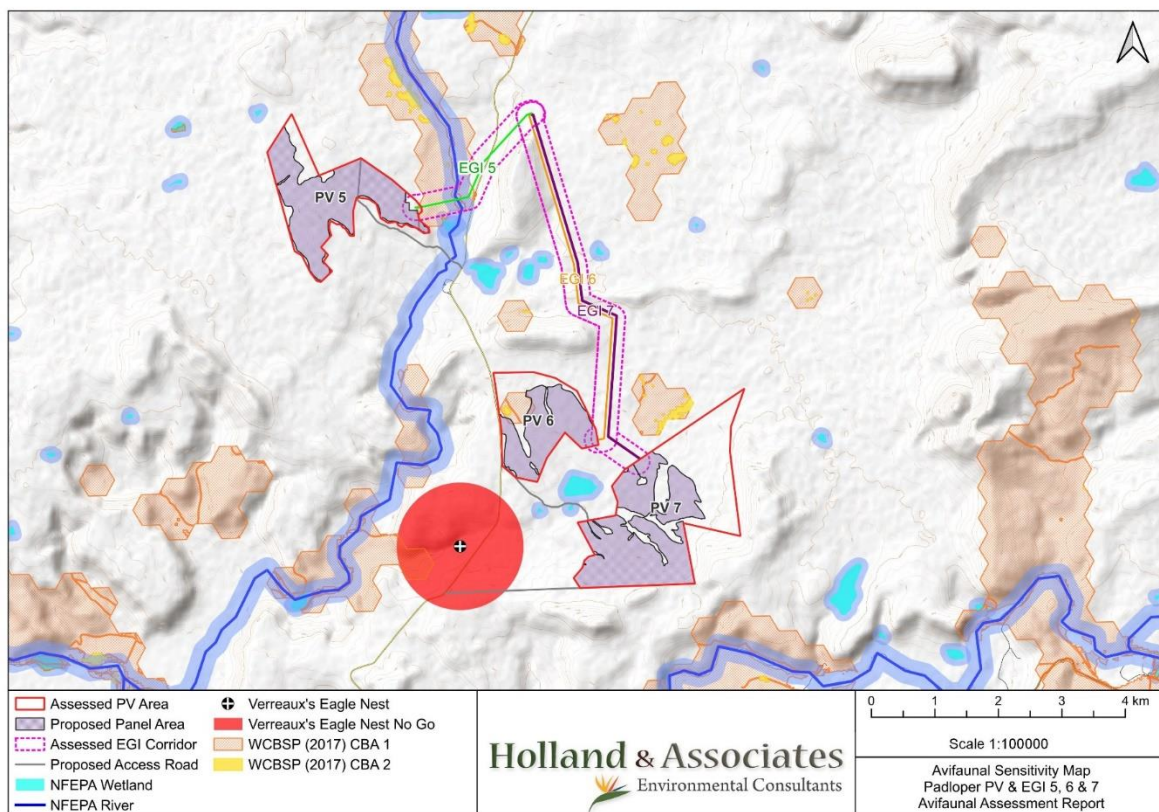 EGI 5
PV 5
EGI 6
EGI 7
PV 6
PV 7
Assessed PV Area
Proposed Panel Area
Assessed EGI Corridor
Proposed Access Road
NFEPA Wetland
NFEPA River
Verreaux's Eagle Nest
Verreaux's Eagle Nest No Go
WCBSP (2017) CBA 1
WCBSP (2017) CBA 2
Holland & Associates
Environmental Consultants
0 1 2 3 4 km
Scale 1:100000
Avifaunal Sensitivity Map
Padloper PV & EGI 5, 6 & 7
Avifaunal Assessment Report